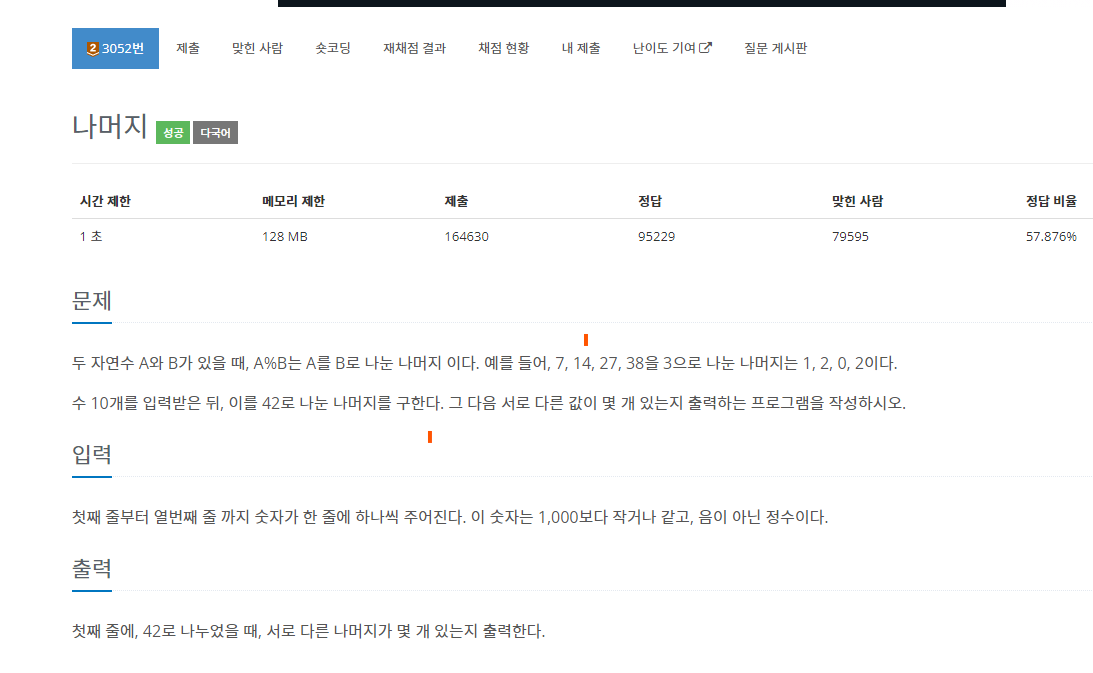 2 3052번 제출 맞힌 사람 숏코딩 재채점 결과 채점 현황 내 제출 난이도 기여 질문 게시판
나머지 성공 다국어
시간 제한 메모리 제한 제출 정답 맞힌 사람 정답 비율
1 초 128 MB 164630 95229 79595 57.876%
문제
두 자연수 A와 B가 있을 때, A%B는 A를 B로 나눈 나머지 이다. 예를 들어, 7, 14, 27, 38을 3으로 나눈 나머지는 1, 2, 0, 2이다.
수 10개를 입력받은 뒤, 이를 42로 나눈 나머지를 구한다. 그 다음 서로 다른 값이 몇 개 있는지 출력하는 프로그램을 작성하시오.
입력
첫째 줄부터 열번째 줄 까지 숫자가 한 줄에 하나씩 주어진다. 이 숫자는 1,000보다 작거나 같고, 음이 아닌 정수이다.
출력
첫째 줄에, 42로 나누었을 때, 서로 다른 나머지가 몇 개 있는지 출력한다.